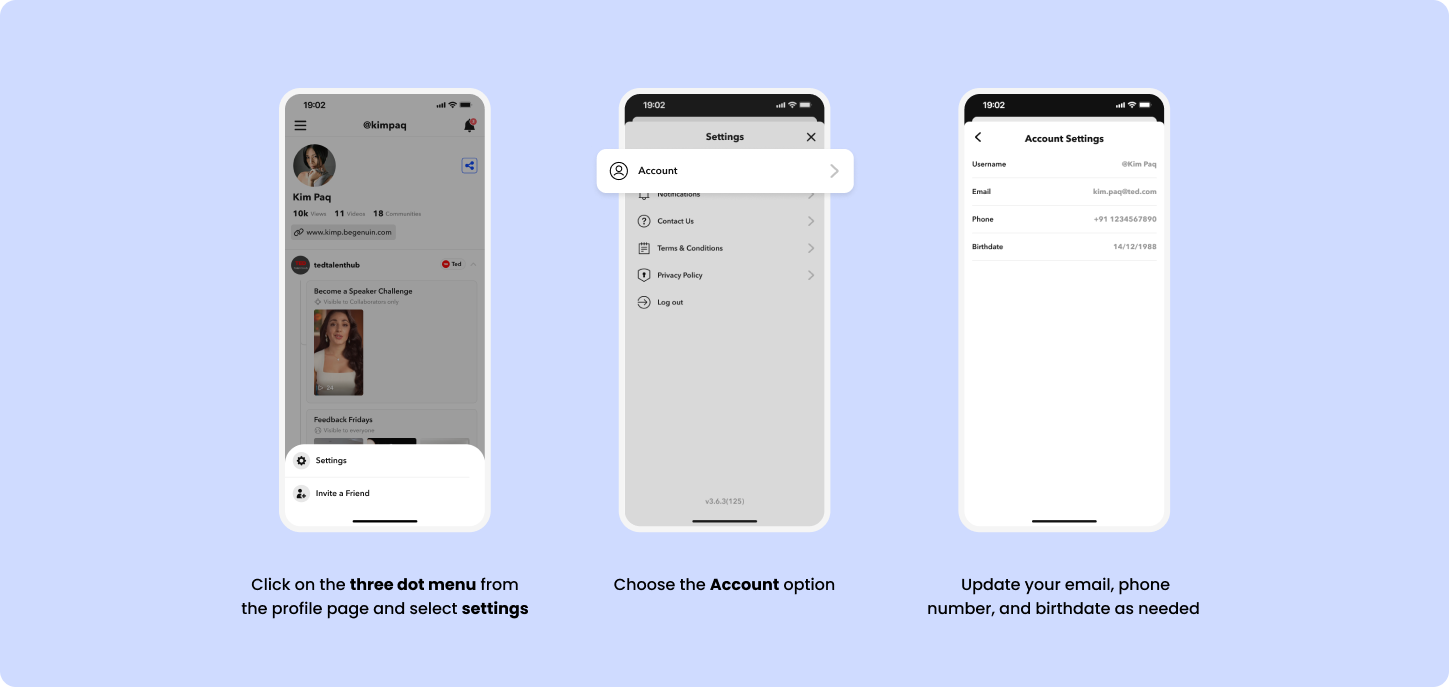 19:02
@kimpaq
Kim Paq
10k Views 11 Videos 18 Communities
www.kimp.begenuin.com
tedtalenthub
Ted
Become a Speaker Challenge
Visible to Collaborators only
24
Feedback Fridays
Visible to everyone
Settings
Invite a Friend
Click on the three dot menu from
the profile page and select settings
19:02
Settings
Account
Notifications
Contact Us
Terms & Conditions
Privacy Policy
Log out
v3.6.3(125)
Choose the Account option
19:02
Account Settings
Username @Kim Paq
Email kim.paq@ted.com
Phone +91 1234567890
Birthdate 14/12/1988
Update your email, phone
number, and birthdate as needed